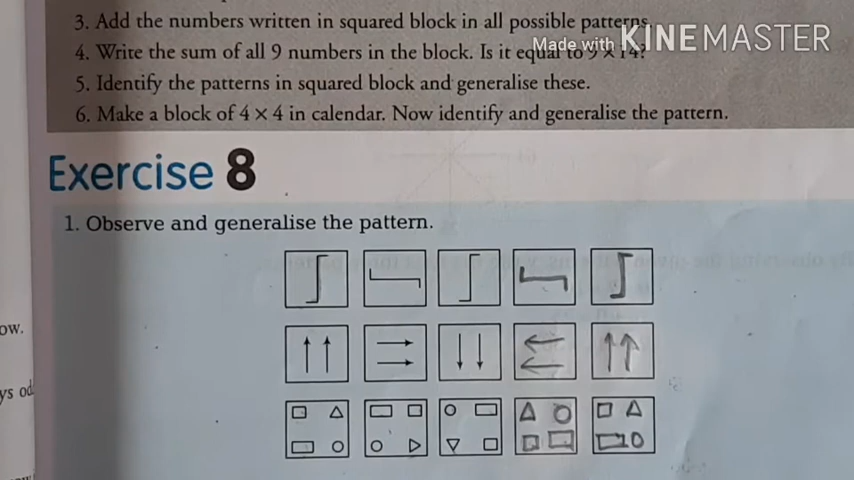 3. Add the numbers written in squared block in all possible patterns.
4. Write the sum of all 9 numbers in the block. Is it equal to 9 × 14?
Made with KINEMASTER
5. Identify the patterns in squared block and generalise these.
6. Make a block of 4 × 4 in calendar. Now identify and generalise the pattern.
Exercise 8
1. Observe and generalise the pattern.
ow.
ys od